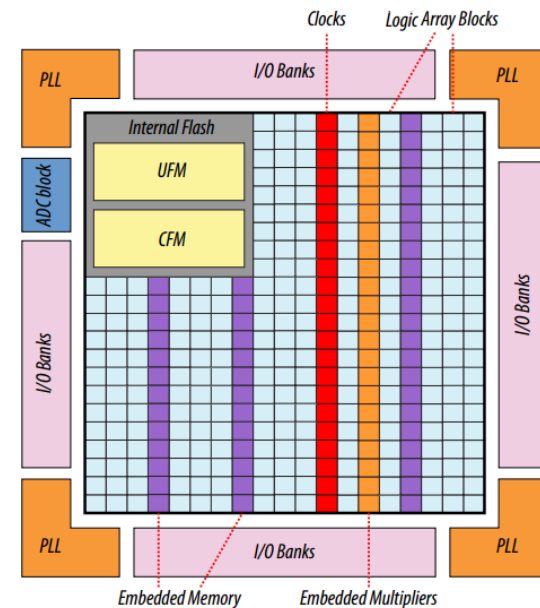 Clocks
Logic Array Blocks
PLL
I/O Banks
PLL
Internal Flash
UFM
CFM
ADC block
I/O Banks
I/O Banks
PLL
I/O Banks
PLL
Embedded Memory
Embedded Multipliers